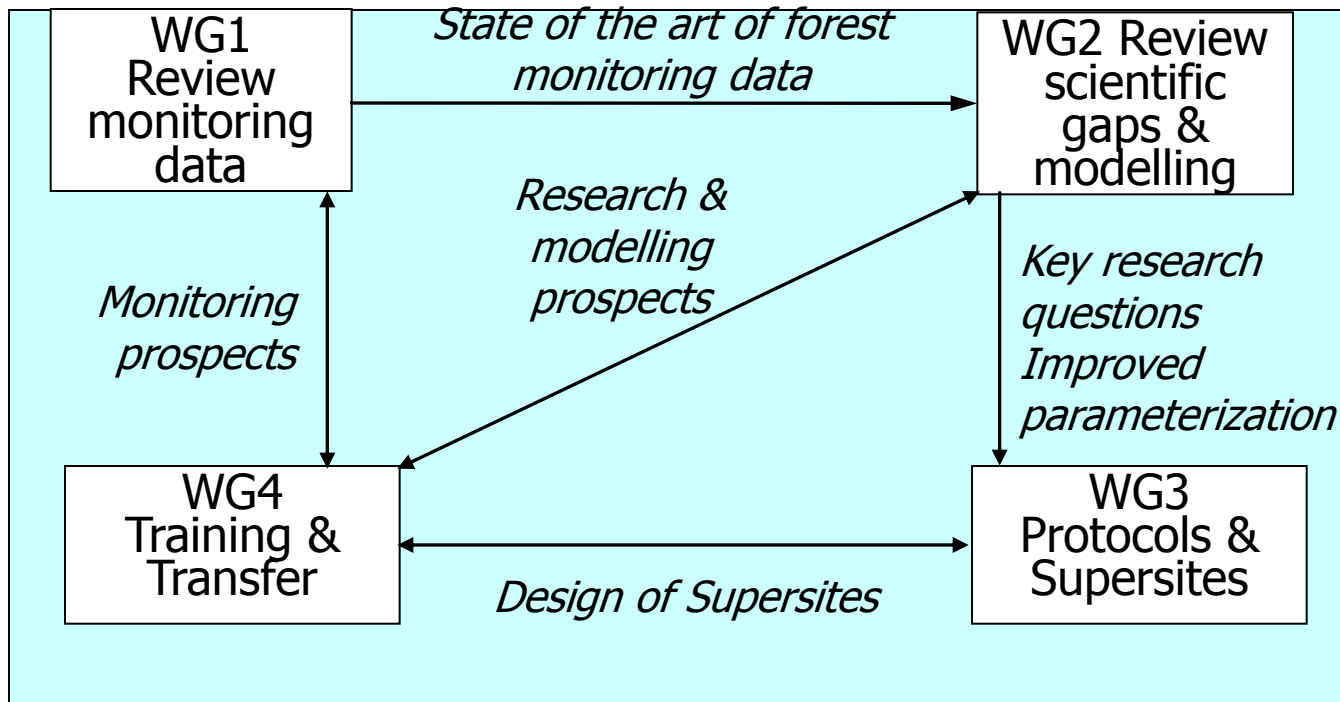 WG1
Review
monitoring
data
State of the art of forest
monitoring data
WG2 Review
scientific
gaps &
modelling
Research &
modelling
prospects
Monitoring
prospects
Key research
questions
Improved
parameterization
WG4
Training &
Transfer
Design of Supersites
WG3
Protocols &
Supersites